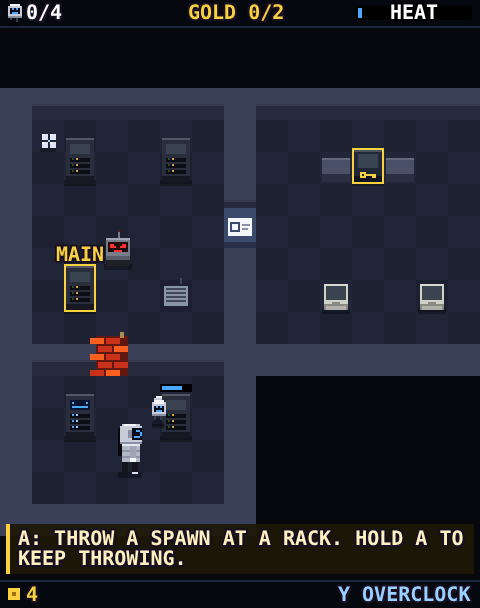 0/4 GOLD 0/2 HEAT
MAIN
A: THROW A SPAWN AT A RACK. HOLD A TO
KEEP THROWING.
4 Y OVERCLOCK